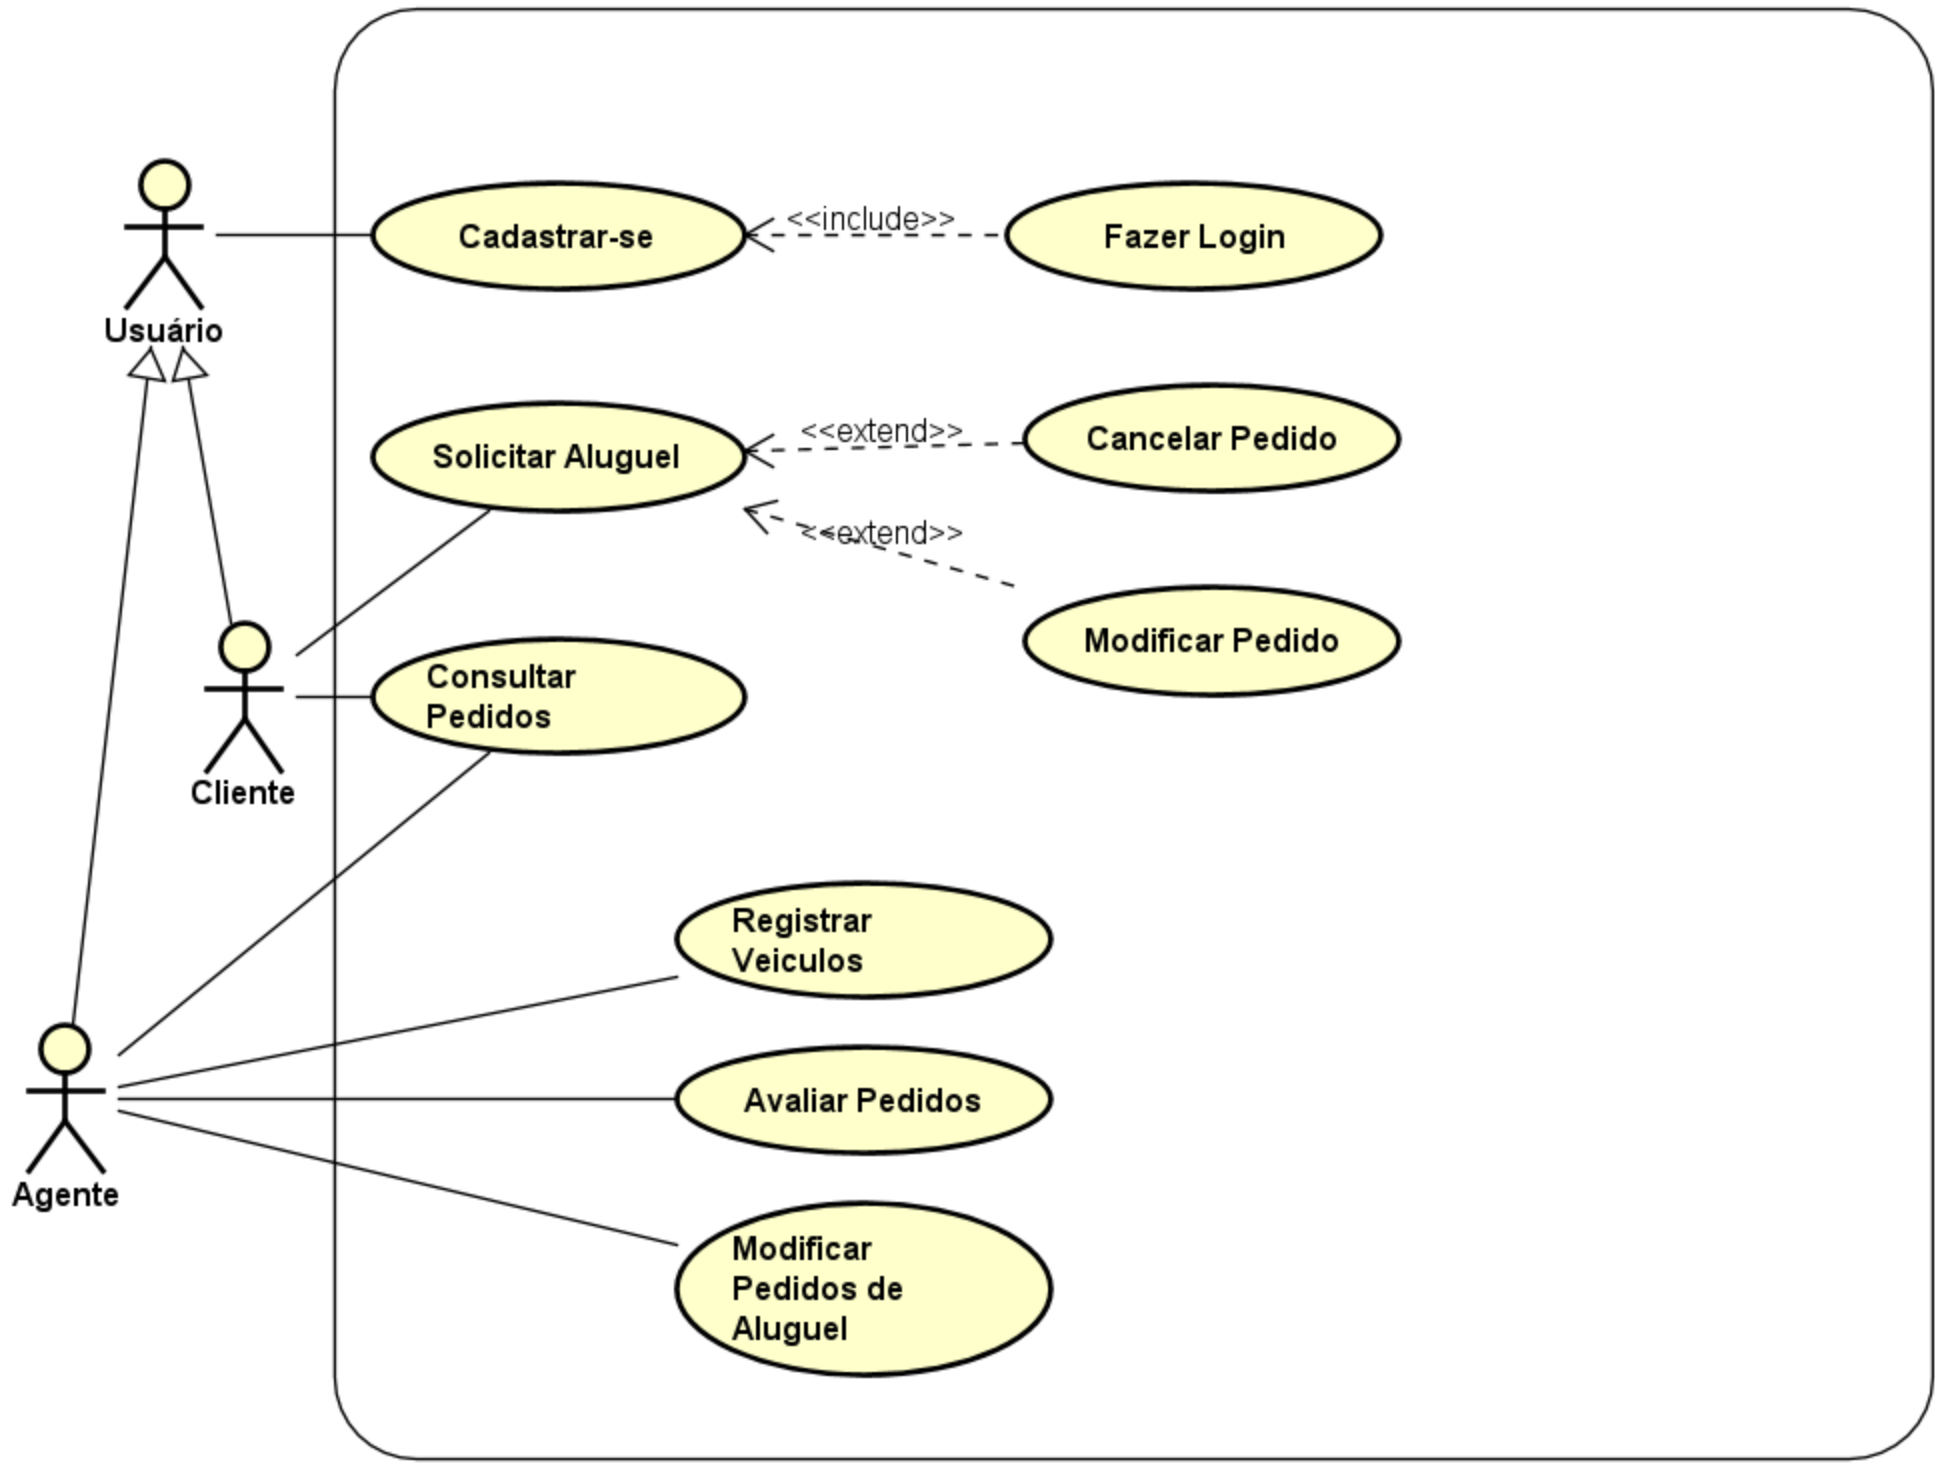 Usuário
Cadastrar-se
<<include>>
Fazer Login
Solicitar Aluguel
<<extend>>
Cancelar Pedido
<<extend>>
Modificar Pedido
Cliente
Consultar
Pedidos
Agente
Registrar
Veiculos
Avaliar Pedidos
Modificar
Pedidos de
Aluguel